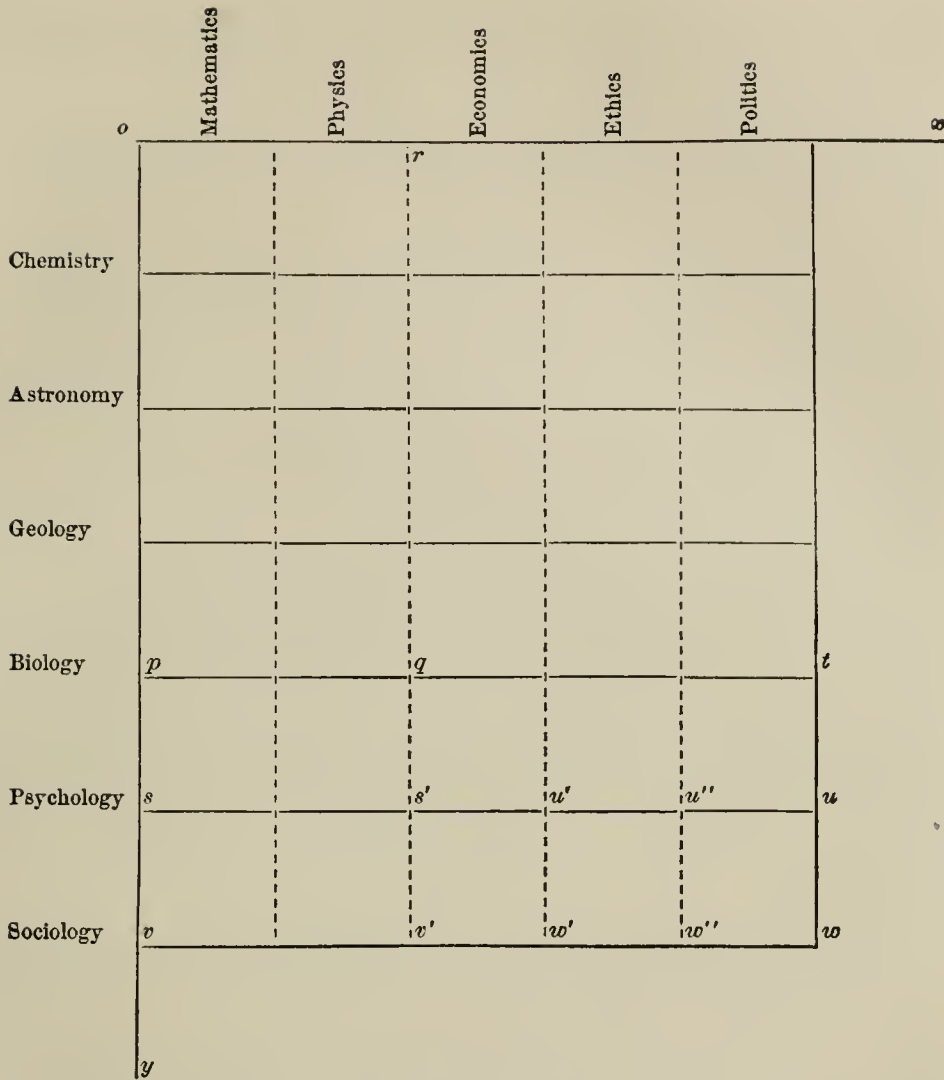 Mathematics
Physics
Economics
Ethics
Politics
o
r
Chemistry
Astronomy
Geology
Biology p q t
Psychology s s' u' u'' u
Sociology v v' w' w'' w
y